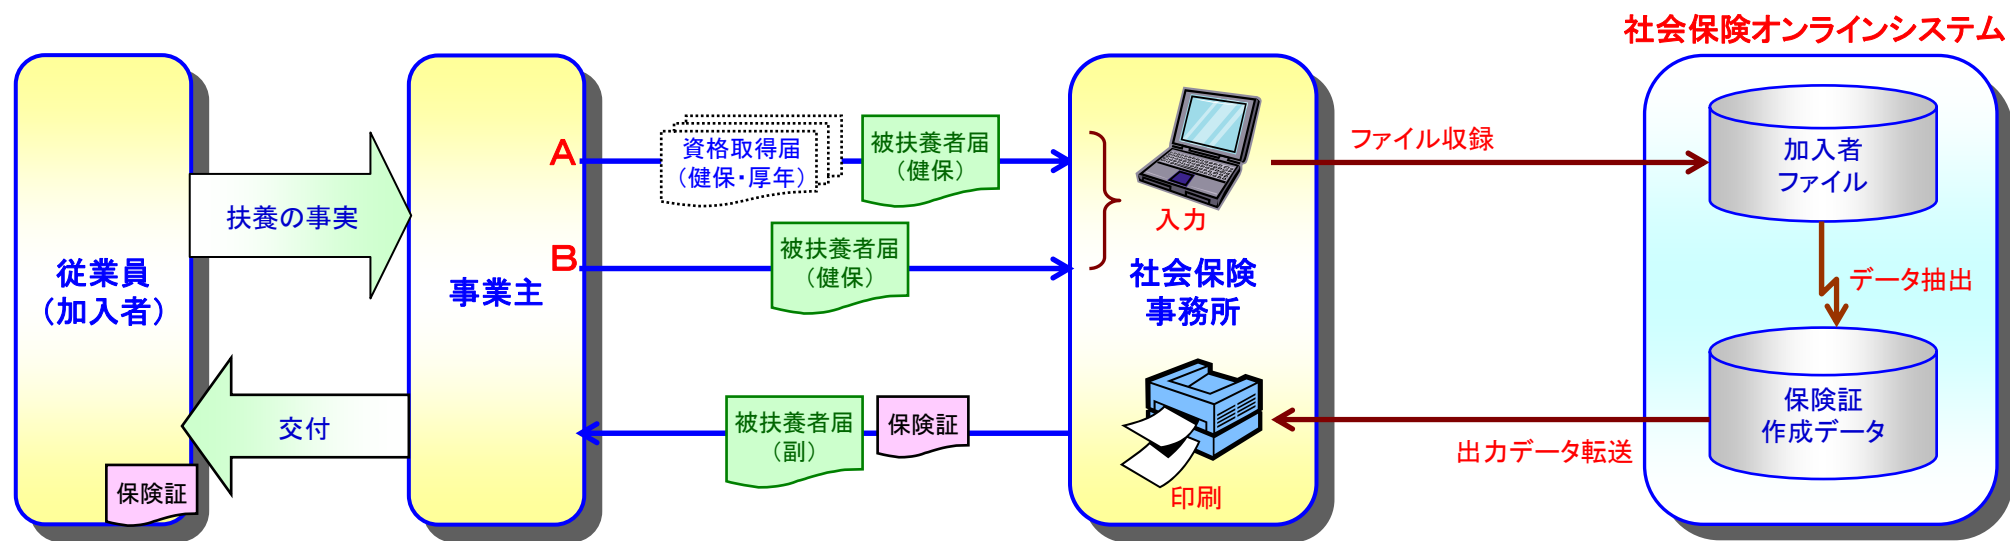 社会保険オンラインシステム
従業員
（加入者）
扶養の事実
交付
保険証
事業主
A
資格取得届
（健保・厚年）
被扶養者届
（健保）
B
被扶養者届
（健保）
被扶養者届
（副）
保険証
入力
社会保険
事務所
印刷
ファイル収録
出力データ転送
加入者
ファイル
データ抽出
保険証
作成データ